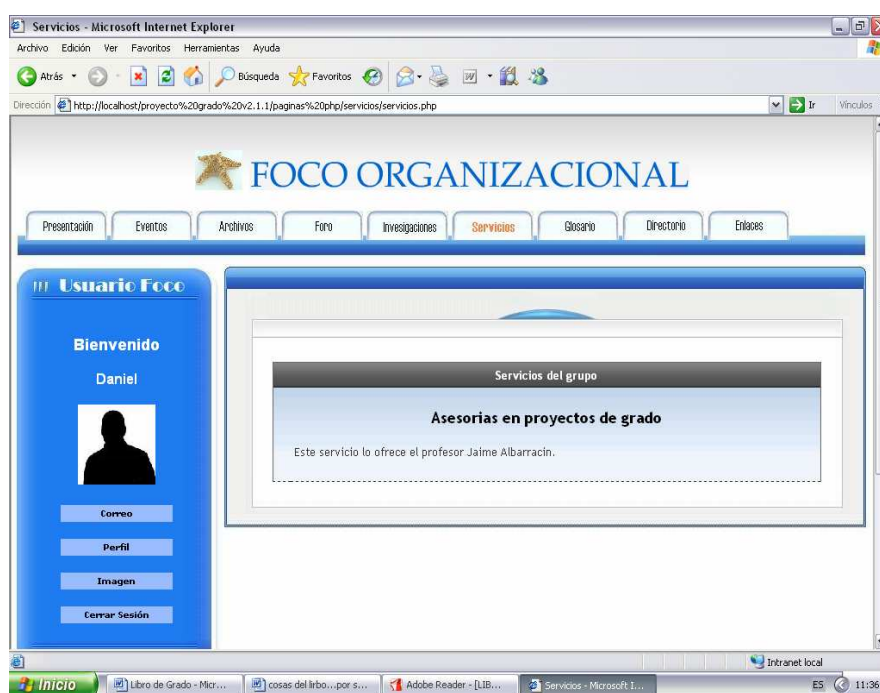 Servicios - Microsoft Internet Explorer
Archivo Edición Ver Favoritos Herramientas Ayuda
Atrás Búsqueda Favoritos
Dirección http://localhost/proyecto%20grado%20v2.1.1/paginas%20php/servicios/servicios.php Ir Vínculos
FOCO ORGANIZACIONAL
Presentación Eventos Archivos Foro Invesigaciones Servicios Glosario Directorio Enlaces
Usuario Foco
Bienvenido
Daniel
Correo
Perfil
Imagen
Cerrar Sesión
Servicios del grupo
Asesorias en proyectos de grado
Este servicio lo ofrece el profesor Jaime Albarracin.
Intranet local
Inicio Libro de Grado - Micr... cosas del lirbo...por s... Adobe Reader - [LIB... Servicios - Microsoft I... ES 11:36